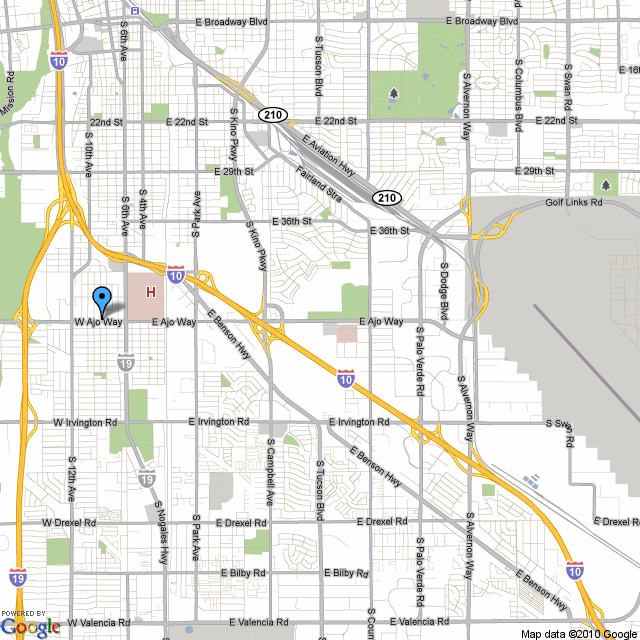 E Broadway Blvd
E Broadway Blvd
S 6th Ave
S Park Ave
S Tucson Blvd
S Alvernon Way
S Columbus Blvd
S Swan Rd
E 16t
10
Mission Rd
22nd St
E 22nd St
S Kino Pkwy
210
E 22nd St
E 22nd St
E Aviation Hwy
S 10th Ave
E 29th St
E 29th St
Fairland Stra
210
Golf Links Rd
S 6th Ave
S 4th Ave
S Park Ave
S Kino Pkwy
E 36th St
E 36th St
10
S Dodge Blvd
H
W Ajo Way
E Ajo Way
E Benson Hwy
E Ajo Way
S Palo Verde Rd
19
10
S Alvernon Way
W Irvington Rd
E Irvington Rd
E Irvington Rd
S Swan Rd
S 12th Ave
19
S Campbell Ave
S Tucson Blvd
E Benson Hwy
S Nogales Hwy
S Park Ave
W Drexel Rd
E Drexel Rd
E Drexel Rd
E Drexel Rd
S Palo Verde Rd
S Alvernon Way
19
E Bilby Rd
E Bilby Rd
10
E Benson Hwy
S Coun
W Valencia Rd
E Valencia Rd
E Valencia Rd
POWERED BY
Google
Map data ©2010 Google